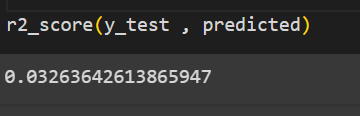 r2_score(y_test , predicted)
0.03263642613865947